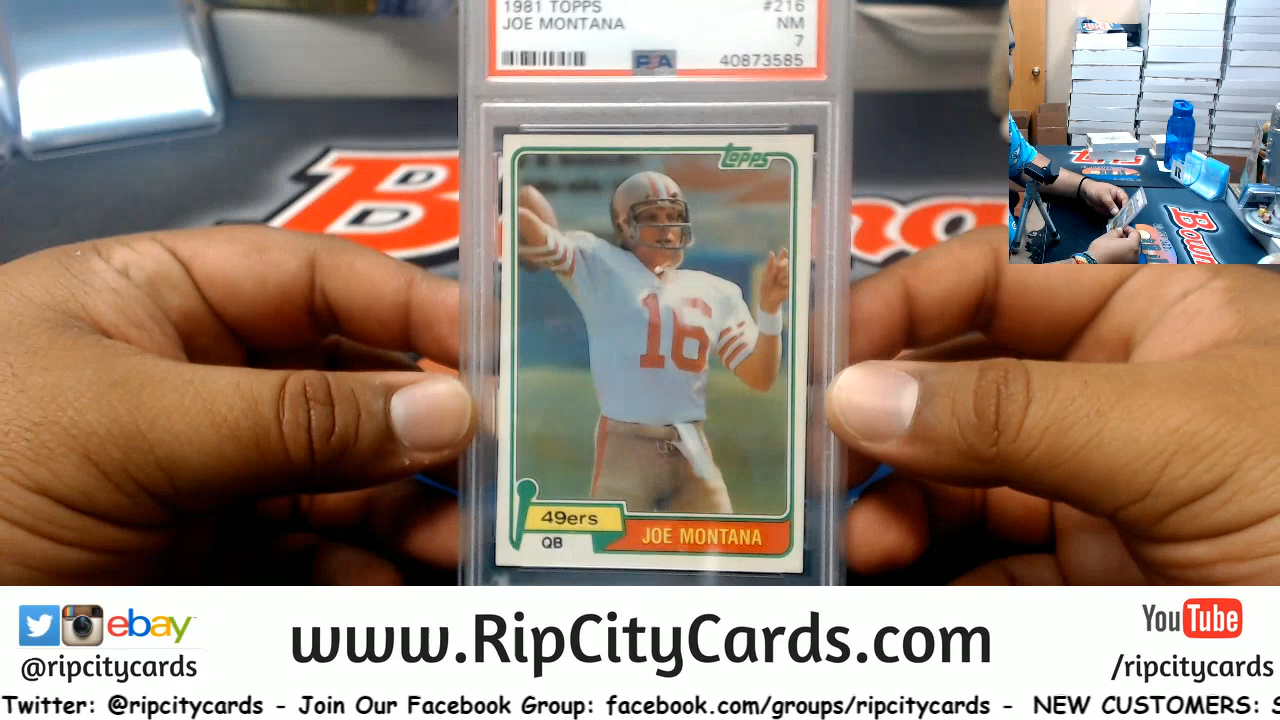 1981 TOPPS #216
JOE MONTANA NM
7
PSA 40873585
topps
16
49ers
QB
JOE MONTANA
B
Bowl
ebay
@ripcitycards
www.RipCityCards.com
YouTube
/ripcitycards
Twitter: @ripcitycards - Join Our Facebook Group: facebook.com/groups/ripcitycards - NEW CUSTOMERS: S